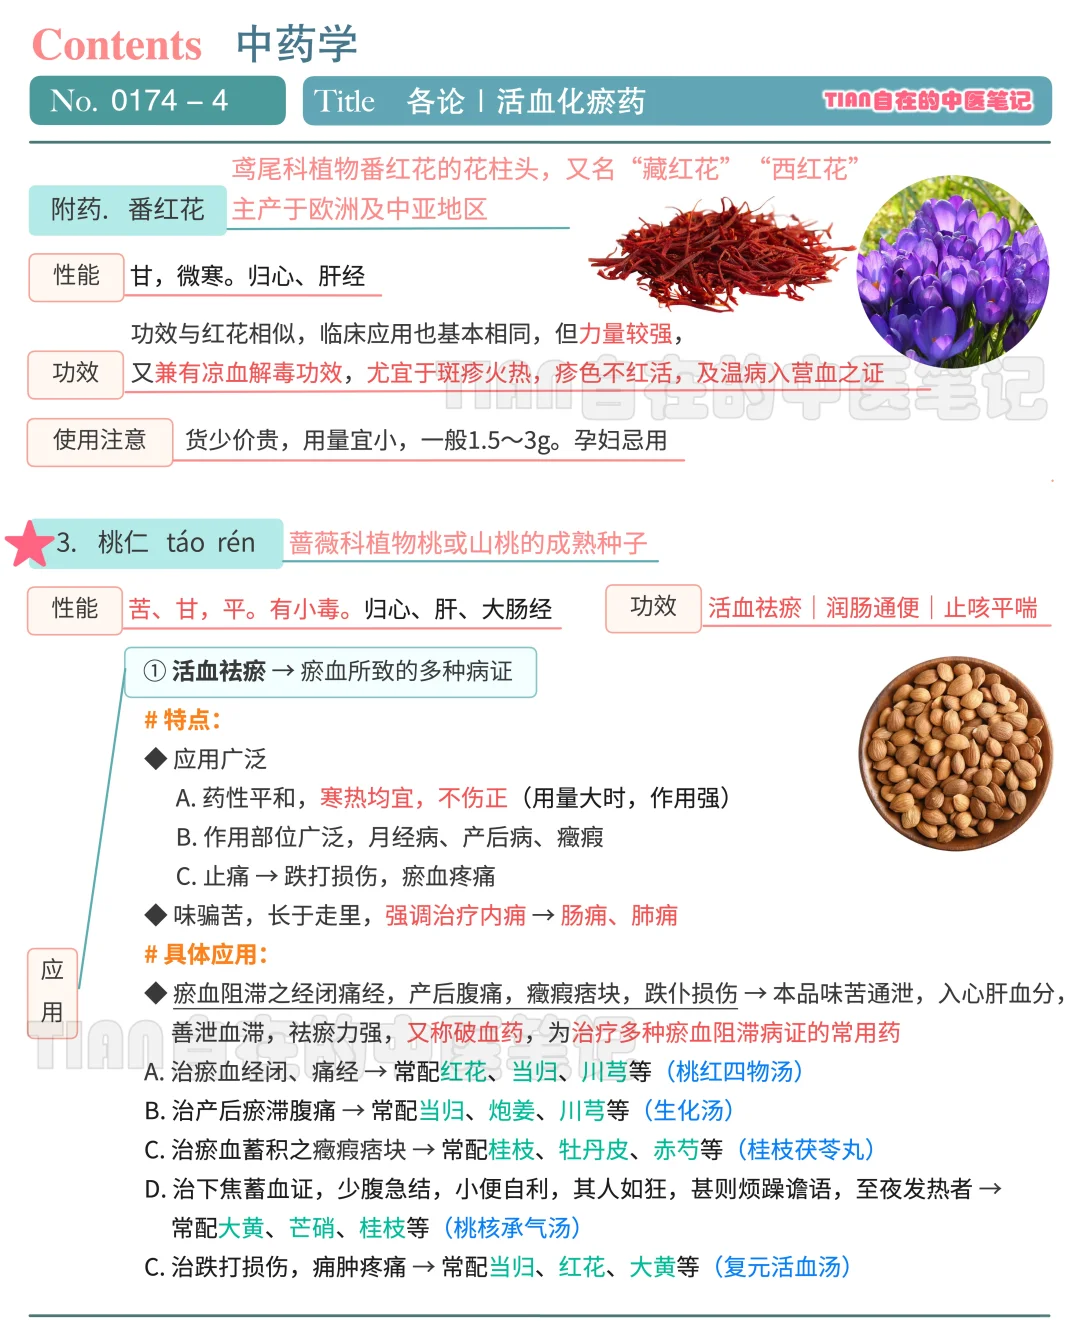 Contents 中药学
No. 0174 – 4 Title 各论 | 活血化瘀药 TIAN自在的中医笔记
鸢尾科植物番红花的花柱头，又名“藏红花”“西红花”
附药. 番红花 主产于欧洲及中亚地区
性能 甘，微寒。归心、肝经
功效与红花相似，临床应用也基本相同，但力量较强，
功效 又兼有凉血解毒功效，尤宜于斑疹火热，疹色不红活，及温病入营血之证
TIAN自在的中医笔记
使用注意 货少价贵，用量宜小，一般1.5～3g。孕妇忌用
3. 桃仁 táo rén 蔷薇科植物桃或山桃的成熟种子
性能 苦、甘，平。有小毒。归心、肝、大肠经 功效 活血祛瘀｜润肠通便｜止咳平喘
① 活血祛瘀 → 瘀血所致的多种病证
# 特点：
◆ 应用广泛
A. 药性平和，寒热均宜，不伤正（用量大时，作用强）
B. 作用部位广泛，月经病、产后病、癥瘕
C. 止痛 → 跌打损伤，瘀血疼痛
◆ 味骗苦，长于走里，强调治疗内痈 → 肠痈、肺痈
# 具体应用：
应用
◆ 瘀血阻滞之经闭痛经，产后腹痛，癥瘕痞块，跌仆损伤 → 本品味苦通泄，入心肝血分，
善泄血滞，祛瘀力强，又称破血药，为治疗多种瘀血阻滞病证的常用药
TIAN自在的中医笔记
A. 治瘀血经闭、痛经 → 常配红花、当归、川芎等（桃红四物汤）
B. 治产后瘀滞腹痛 → 常配当归、炮姜、川芎等（生化汤）
C. 治瘀血蓄积之癥瘕痞块 → 常配桂枝、牡丹皮、赤芍等（桂枝茯苓丸）
D. 治下焦蓄血证，少腹急结，小便自利，其人如狂，甚则烦躁谵语，至夜发热者 →
常配大黄、芒硝、桂枝等（桃核承气汤）
C. 治跌打损伤，痈肿疼痛 → 常配当归、红花、大黄等（复元活血汤）